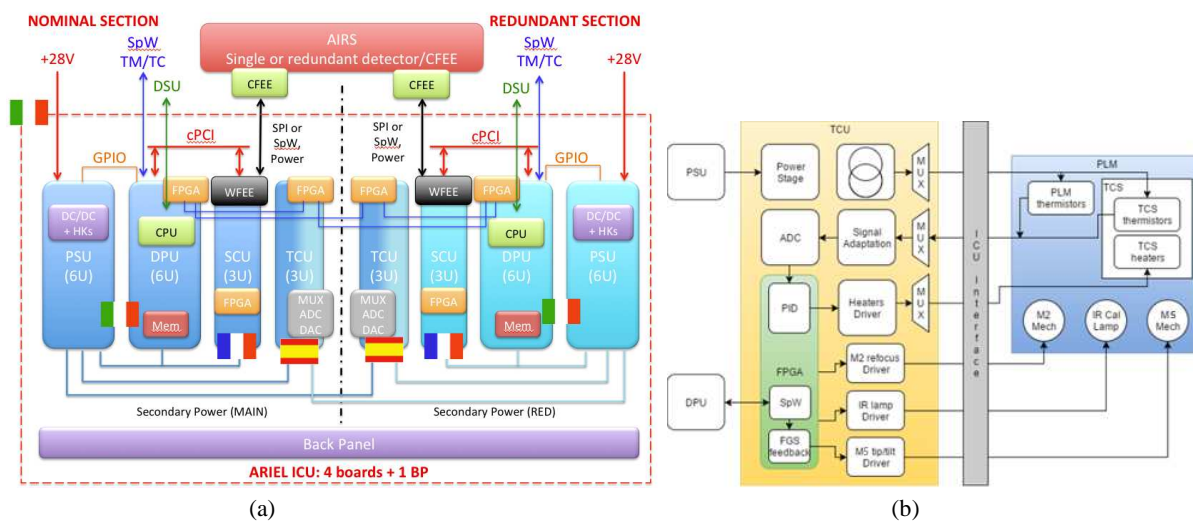 NOMINAL SECTION
REDUNDANT SECTION
AIRS
Single or redundant detector/CFEE
+28V
SpW
TM/TC
DSU
CFEE
CFEE
DSU
SpW
TM/TC
+28V
cPCI
SPI or
SpW,
Power
SPI or
SpW,
Power
cPCI
GPIO
GPIO
FPGA
WFEE
FPGA
FPGA
WFEE
FPGA
DC/DC
+ HKs
CPU
CPU
DC/DC
+ HKs
PSU
(6U)
DPU
(6U)
SCU
(3U)
TCU
(3U)
TCU
(3U)
SCU
(3U)
DPU
(6U)
PSU
(6U)
FPGA
MUX
ADC
DAC
MUX
ADC
DAC
FPGA
Mem
Mem
Secondary Power (MAIN)
Secondary Power (RED)
Back Panel
ARIEL ICU: 4 boards + 1 BP
(a)
TCU
PSU
Power
Stage
MUX
PLM
PLM
thermistors
TCS
TCS
thermistors
TCS
heaters
ADC
Signal
Adaptation
MUX
ICU Interface
PID
Heaters
Driver
MUX
M2
Mech
IR Cal
Lamp
M5
Mech
FPGA
M2 refocus
Driver
DPU
SpW
IR lamp
Driver
FGS
feedback
M5 tip/tilt
Driver
(b)